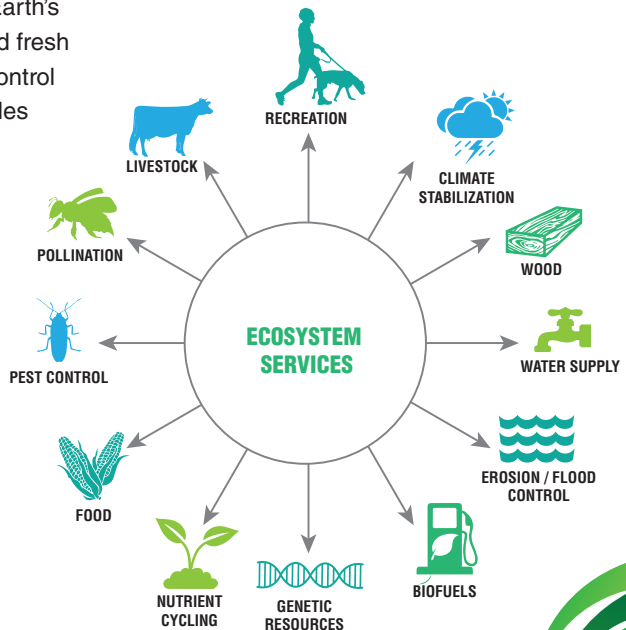 Earth's
d fresh
ontrol
les
RECREATION
LIVESTOCK
CLIMATE
STABILIZATION
POLLINATION
WOOD
ECOSYSTEM
SERVICES
PEST CONTROL
WATER SUPPLY
FOOD
EROSION / FLOOD
CONTROL
NUTRIENT
CYCLING
GENETIC
RESOURCES
BIOFUELS